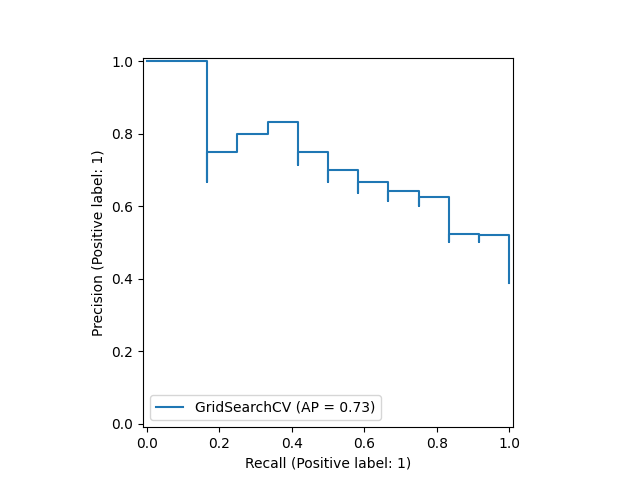 1.0
0.8
0.6
0.4
0.2
0.0
Precision (Positive label: 1)
GridSearchCV (AP = 0.73)
0.0 0.2 0.4 0.6 0.8 1.0
Recall (Positive label: 1)